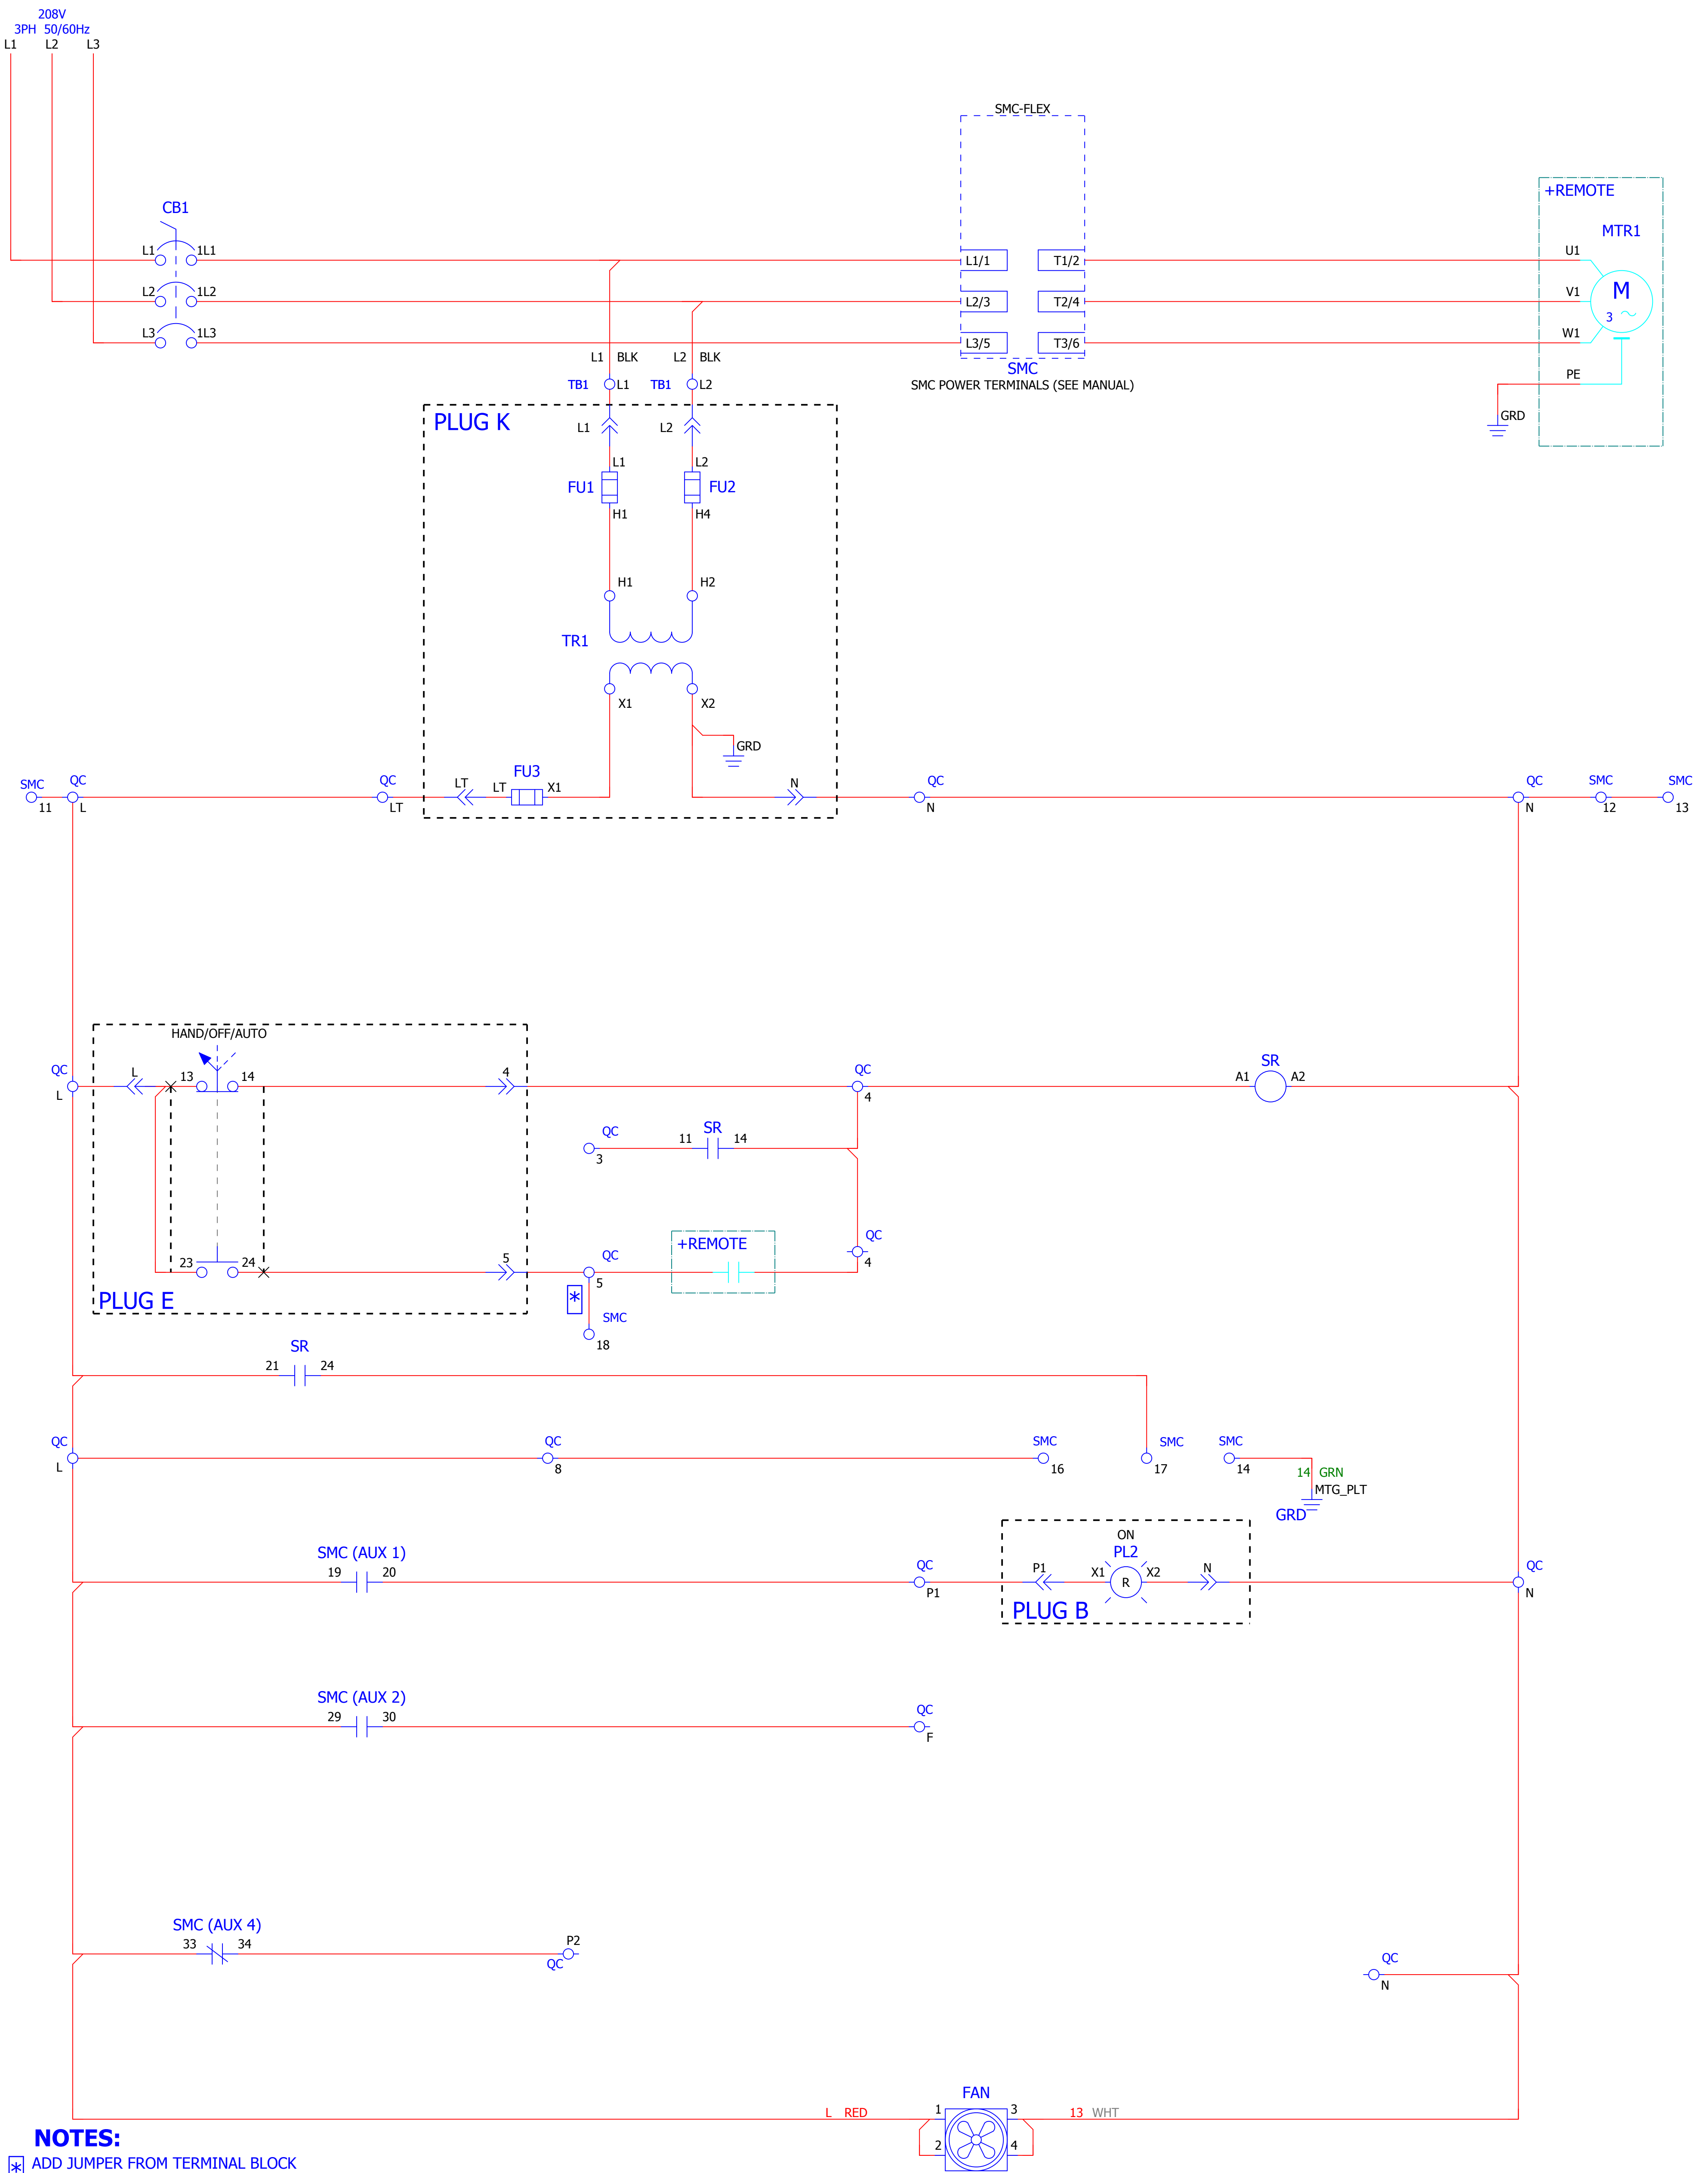 208V
3PH 50/60Hz
L1 L2 L3
SMC-FLEX
+REMOTE
CB1
MTR1
L1 1L1 L1/1 T1/2 U1
L2 1L2 L2/3 T2/4 V1
M
3
L3 1L3 L3/5 T3/6 W1
L1 BLK L2 BLK
SMC
SMC POWER TERMINALS (SEE MANUAL)
TB1 L1 TB1 L2
PE
GRD
PLUG K
L1 L2
L1 L2
FU1 FU2
H1 H4
H1 H2
TR1
X1 X2
GRD
SMC QC QC LT LT FU3 X1 N QC QC SMC SMC
11 L LT N N 12 13
HAND/OFF/AUTO
QC L 13 14 4 QC A1 SR A2
L 4
QC 11 SR 14
3
+REMOTE
QC
4
23 24 5 QC
5
PLUG E
*
SMC
18
SR
21 24
QC QC SMC SMC SMC
L 8 16 17 14
14 GRN
MTG_PLT
GRD
ON
PL2
SMC (AUX 1)
19 20 QC P1 X1 R X2 N QC
P1 N
PLUG B
SMC (AUX 2)
29 30 QC
F
SMC (AUX 4)
33 34 P2
QC
QC
N
FAN
L RED 1 3 13 WHT
2 4
NOTES:
* ADD JUMPER FROM TERMINAL BLOCK